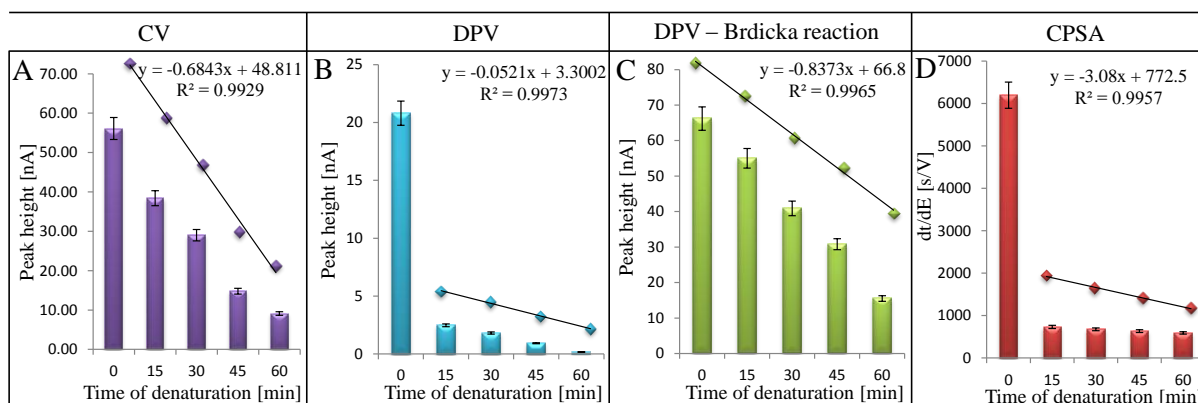 CV
DPV
DPV – Brdicka reaction
CPSA
A
y = -0.6843x + 48.811
R² = 0.9929
Peak height [nA]
70.00
60.00
50.00
40.00
30.00
20.00
10.00
0.00
0 15 30 45 60
Time of denaturation [min]
B
y = -0.0521x + 3.3002
R² = 0.9973
Peak height [nA]
25
20
15
10
5
0
0 15 30 45 60
Time of denaturation [min]
C
y = -0.8373x + 66.8
R² = 0.9965
Peak height [nA]
80
70
60
50
40
30
20
10
0
0 15 30 45 60
Time of denaturation [min]
D
y = -3.08x + 772.5
R² = 0.9957
dt/dE [s/V]
7000
6000
5000
4000
3000
2000
1000
0
0 15 30 45 60
Time of denaturation [min]